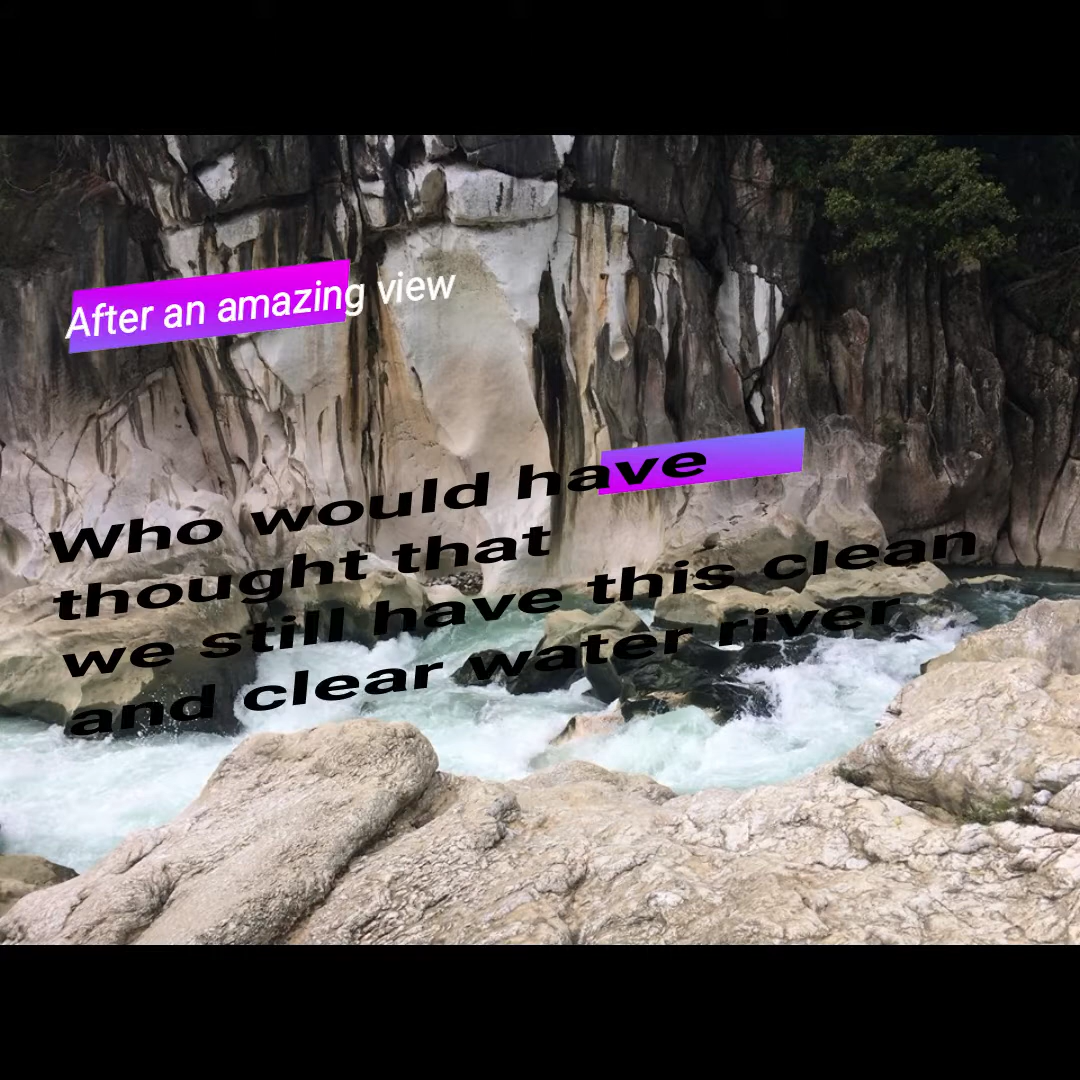 After an amazing view
Who would have
thought that
we still have this clean
and clear water river